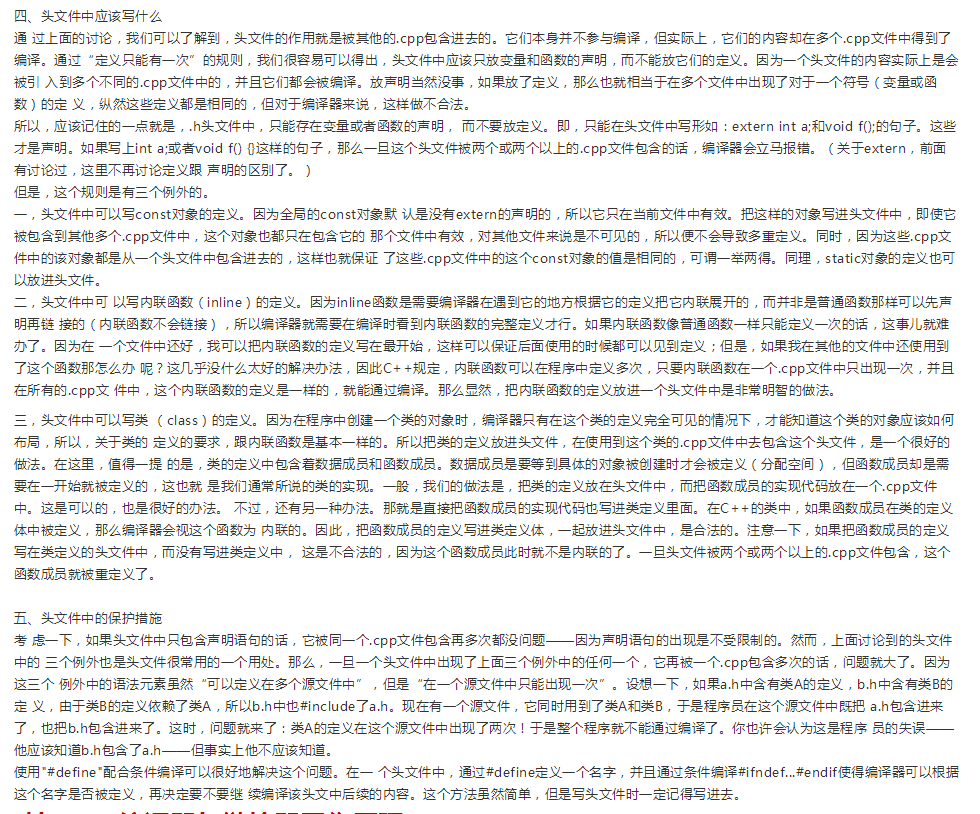 四、头文件中应该写什么
通 过上面的讨论，我们可以了解到，头文件的作用就是被其他的.cpp包含进去的。它们本身并不参与编译，但实际上，它们的内容却在多个.cpp文件中得到了
编译。通过“定义只能有一次”的规则，我们很容易可以得出，头文件中应该只放变量和函数的声明，而不能放它们的定义。因为一个头文件的内容实际上是会
被引 入到多个不同的.cpp文件中的，并且它们都会被编译。放声明当然没事，如果放了定义，那么也就相当于在多个文件中出现了对于一个符号（变量或函
数）的定 义，纵然这些定义都是相同的，但对于编译器来说，这样做不合法。
所以，应该记住的一点就是，.h头文件中，只能存在变量或者函数的声明， 而不要放定义。即，只能在头文件中写形如：extern int a;和void f();的句子。这些
才是声明。如果写上int a;或者void f() {}这样的句子，那么一旦这个头文件被两个或两个以上的.cpp文件包含的话，编译器会立马报错。（关于extern，前面
有讨论过，这里不再讨论定义跟 声明的区别了。）
但是，这个规则是有三个例外的。
一，头文件中可以写const对象的定义。因为全局的const对象默 认是没有extern的声明的，所以它只在当前文件中有效。把这样的对象写进头文件中，即使它
被包含到其他多个.cpp文件中，这个对象也都只在包含它的 那个文件中有效，对其他文件来说是不可见的，所以便不会导致多重定义。同时，因为这些.cpp文
件中的该对象都是从一个头文件中包含进去的，这样也就保证 了这些.cpp文件中的这个const对象的值是相同的，可谓一举两得。同理，static对象的定义也可
以放进头文件。
二，头文件中可 以写内联函数（inline）的定义。因为inline函数是需要编译器在遇到它的地方根据它的定义把它内联展开的，而并非是普通函数那样可以先声
明再链 接的（内联函数不会链接），所以编译器就需要在编译时看到内联函数的完整定义才行。如果内联函数像普通函数一样只能定义一次的话，这事儿就难
办了。因为在 一个文件中还好，我可以把内联函数的定义写在最开始，这样可以保证后面使用的时候都可以见到定义；但是，如果我在其他的文件中还使用到
了这个函数那怎么办 呢？这几乎没什么太好的解决办法，因此C++规定，内联函数可以在程序中定义多次，只要内联函数在一个.cpp文件中只出现一次，并且
在所有的.cpp文 件中，这个内联函数的定义是一样的，就能通过编译。那么显然，把内联函数的定义放进一个头文件中是非常明智的做法。
三，头文件中可以写类 （class）的定义。因为在程序中创建一个类的对象时，编译器只有在这个类的定义完全可见的情况下，才能知道这个类的对象应该如何
布局，所以，关于类的 定义的要求，跟内联函数是基本一样的。所以把类的定义放进头文件，在使用到这个类的.cpp文件中去包含这个头文件，是一个很好的
做法。在这里，值得一提 的是，类的定义中包含着数据成员和函数成员。数据成员是要等到具体的对象被创建时才会被定义（分配空间），但函数成员却是需
要在一开始就被定义的，这也就 是我们通常所说的类的实现。一般，我们的做法是，把类的定义放在头文件中，而把函数成员的实现代码放在一个.cpp文件
中。这是可以的，也是很好的办法。 不过，还有另一种办法。那就是直接把函数成员的实现代码也写进类定义里面。在C++的类中，如果函数成员在类的定义
体中被定义，那么编译器会视这个函数为 内联的。因此，把函数成员的定义写进类定义体，一起放进头文件中，是合法的。注意一下，如果把函数成员的定义
写在类定义的头文件中，而没有写进类定义中， 这是不合法的，因为这个函数成员此时就不是内联的了。一旦头文件被两个或两个以上的.cpp文件包含，这个
函数成员就被重定义了。
五、头文件中的保护措施
考 虑一下，如果头文件中只包含声明语句的话，它被同一个.cpp文件包含再多次都没问题——因为声明语句的出现是不受限制的。然而，上面讨论到的头文件
中的 三个例外也是头文件很常用的一个用处。那么，一旦一个头文件中出现了上面三个例外中的任何一个，它再被一个.cpp包含多次的话，问题就大了。因为
这三个 例外中的语法元素虽然“可以定义在多个源文件中”，但是“在一个源文件中只能出现一次”。设想一下，如果a.h中含有类A的定义，b.h中含有类B的
定 义，由于类B的定义依赖了类A，所以b.h中也#include了a.h。现在有一个源文件，它同时用到了类A和类B，于是程序员在这个源文件中既把 a.h包含进来
了，也把b.h包含进来了。这时，问题就来了：类A的定义在这个源文件中出现了两次！于是整个程序就不能通过编译了。你也许会认为这是程序 员的失误——
他应该知道b.h包含了a.h——但事实上他不应该知道。
使用"#define"配合条件编译可以很好地解决这个问题。在一 个头文件中，通过#define定义一个名字，并且通过条件编译#ifndef...#endif使得编译器可以根据
这个名字是否被定义，再决定要不要继 续编译该头文中后续的内容。这个方法虽然简单，但是写头文件时一定记得写进去。